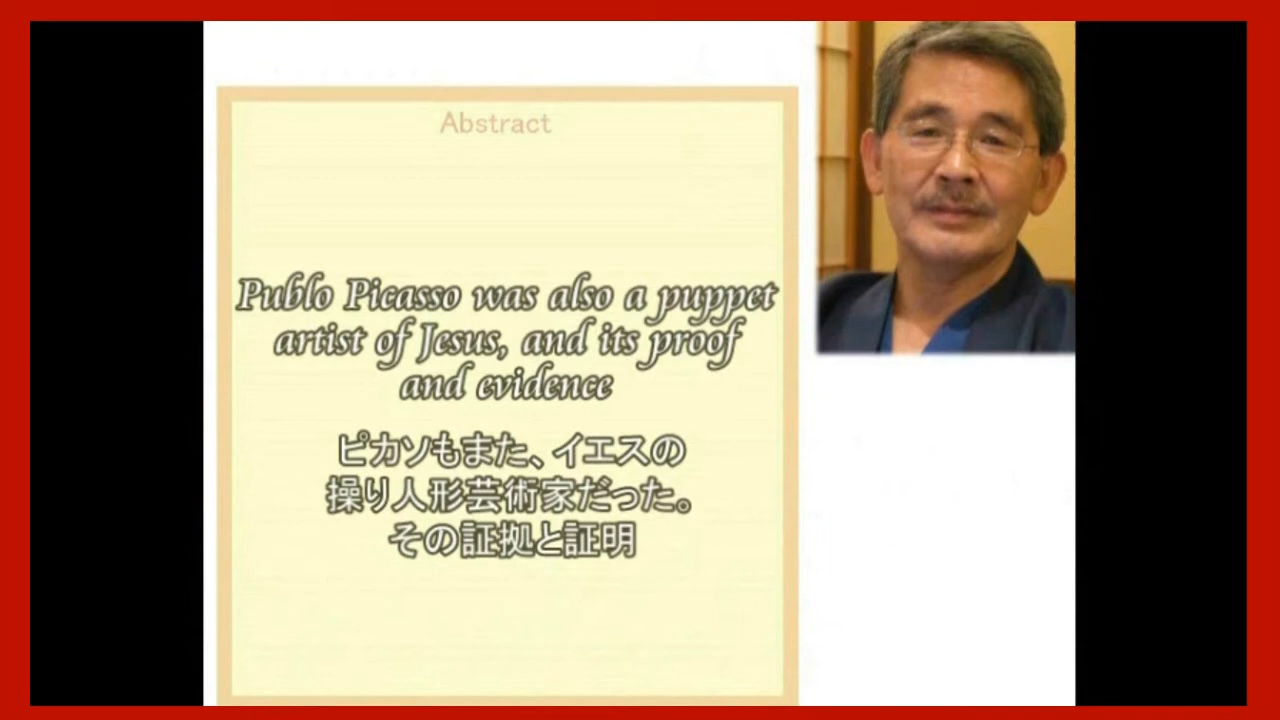 Abstract
Publo Picasso was also a puppet
artist of Jesus, and its proof
and evidence
ピカソもまた、イエスの
操り人形芸術家だった。
その証拠と証明